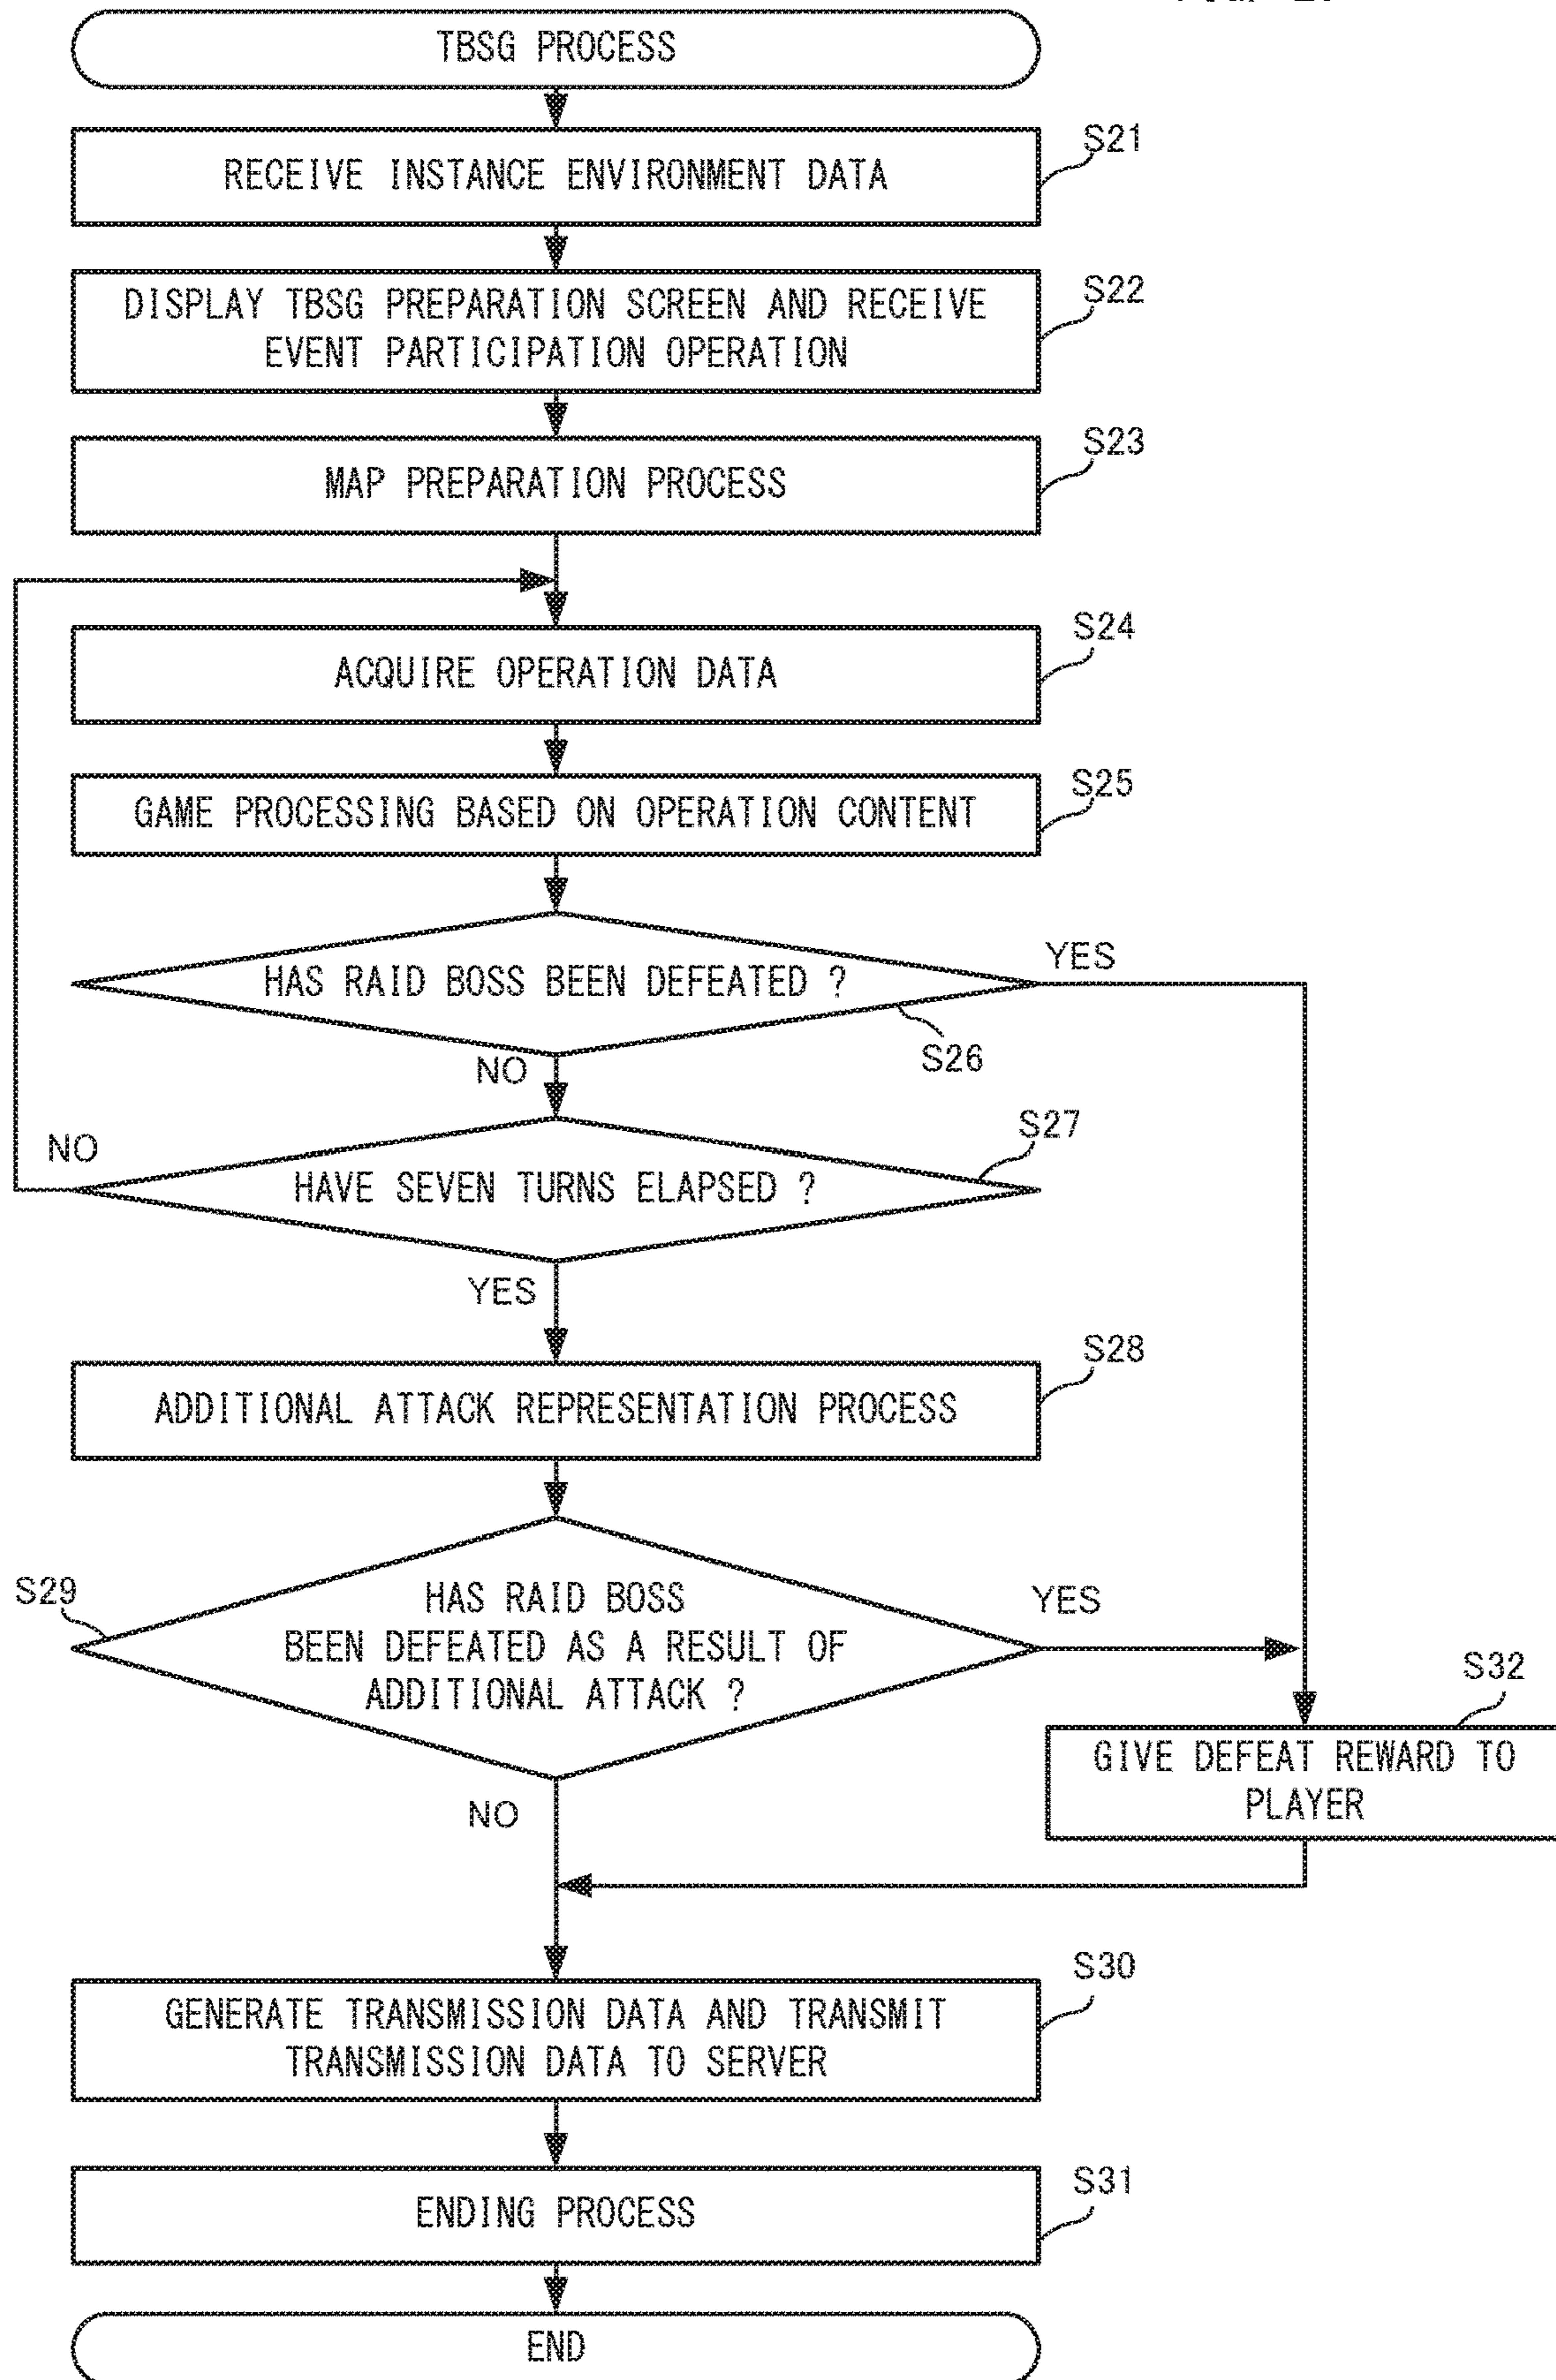 TBSG PROCESS
RECEIVE INSTANCE ENVIRONMENT DATA
S21
DISPLAY TBSG PREPARATION SCREEN AND RECEIVE
EVENT PARTICIPATION OPERATION
S22
MAP PREPARATION PROCESS
S23
ACQUIRE OPERATION DATA
S24
GAME PROCESSING BASED ON OPERATION CONTENT
S25
HAS RAID BOSS BEEN DEFEATED ?
YES
S26
NO
HAVE SEVEN TURNS ELAPSED ?
S27
NO
YES
ADDITIONAL ATTACK REPRESENTATION PROCESS
S28
S29
HAS RAID BOSS
BEEN DEFEATED AS A RESULT OF
ADDITIONAL ATTACK ?
YES
NO
S32
GIVE DEFEAT REWARD TO
PLAYER
GENERATE TRANSMISSION DATA AND TRANSMIT
TRANSMISSION DATA TO SERVER
S30
ENDING PROCESS
S31
END